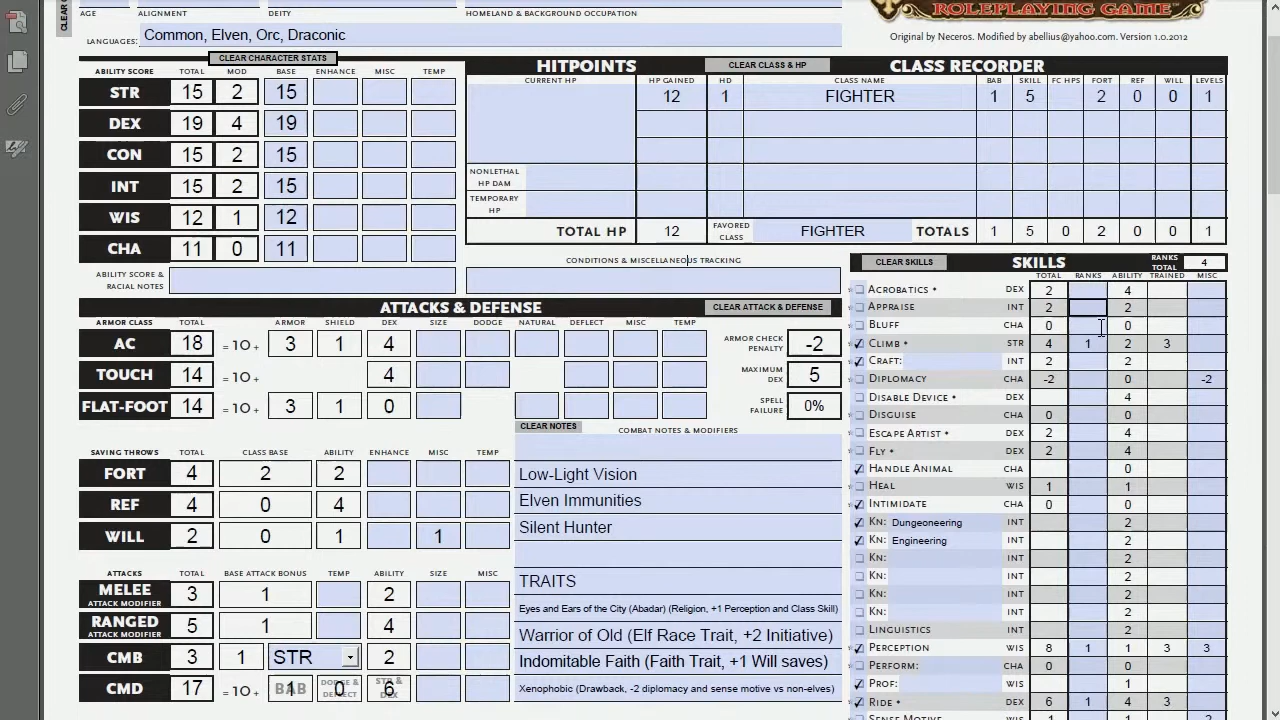 CLEAR C
AGE ALIGNMENT DEITY HOMELAND & BACKGROUND OCCUPATION
ROLEPLAYING GAME
LANGUAGES: Common, Elven, Orc, Draconic
Original by Neceros. Modified by abellius@yahoo.com. Version 1.0.2012
CLEAR CHARACTER STATS
ABILITY SCORE TOTAL MOD BASE ENHANCE MISC TEMP
STR 15 2 15
DEX 19 4 19
CON 15 2 15
INT 15 2 15
WIS 12 1 12
CHA 11 0 11
ABILITY SCORE & RACIAL NOTES
HITPOINTS CLEAR CLASS & HP CLASS RECORDER
CURRENT HP HP GAINED HD CLASS NAME BAB SKILL FC HPS FORT REF WILL LEVELS
12 1 FIGHTER 1 5 2 0 0 1
NONLETHAL HP DAM
TEMPORARY HP
TOTAL HP 12 FAVORED CLASS FIGHTER TOTALS 1 5 0 2 0 0 1
CONDITIONS & MISCELLANEOUS TRACKING
ATTACKS & DEFENSE CLEAR ATTACK & DEFENSE
ARMOR CLASS TOTAL ARMOR SHIELD DEX SIZE DODGE NATURAL DEFLECT MISC TEMP
AC 18 = 10 + 3 1 4
TOUCH 14 = 10 + 4
FLAT-FOOT 14 = 10 + 3 1 0
ARMOR CHECK PENALTY -2
MAXIMUM DEX 5
SPELL FAILURE 0%
SAVING THROWS TOTAL CLASS BASE ABILITY ENHANCE MISC TEMP
FORT 4 2 2
REF 4 0 4
WILL 2 0 1 1
ATTACKS TOTAL BASE ATTACK BONUS TEMP ABILITY SIZE MISC
MELEE ATTACK MODIFIER 3 1 2
RANGED ATTACK MODIFIER 5 1 4
CMB 3 1 STR 2
CMD 17 = 10 + BAB 1 DODGE & DEFLECT 0 STR & DEX 6
CLEAR NOTES COMBAT NOTES & MODIFIERS
Low-Light Vision
Elven Immunities
Silent Hunter
TRAITS
Eyes and Ears of the City (Abadar) (Religion, +1 Perception and Class Skill)
Warrior of Old (Elf Race Trait, +2 Initiative)
Indomitable Faith (Faith Trait, +1 Will saves)
Xenophobic (Drawback, -2 diplomacy and sense motive vs non-elves)
CLEAR SKILLS SKILLS RANKS TOTAL 4
TOTAL RANKS ABILITY TRAINED MISC
ACROBATICS • DEX 2 4
APPRAISE INT 2 2
BLUFF CHA 0 0
CLIMB • STR 4 1 2 3
CRAFT: INT 2 2
DIPLOMACY CHA -2 0 -2
DISABLE DEVICE • DEX 4
DISGUISE CHA 0 0
ESCAPE ARTIST • DEX 2 4
FLY • DEX 2 4
HANDLE ANIMAL CHA 0
HEAL WIS 1 1
INTIMIDATE CHA 0 0
KN: Dungeoneering INT 2
KN: Engineering INT 2
KN: INT 2
KN: INT 2
KN: INT 2
KN: INT 2
LINGUISTICS INT 2
PERCEPTION WIS 8 1 1 3 3
PERFORM: CHA 0 0
PROF: WIS 1
RIDE • DEX 6 1 4 3
SENSE MOTIVE WIS